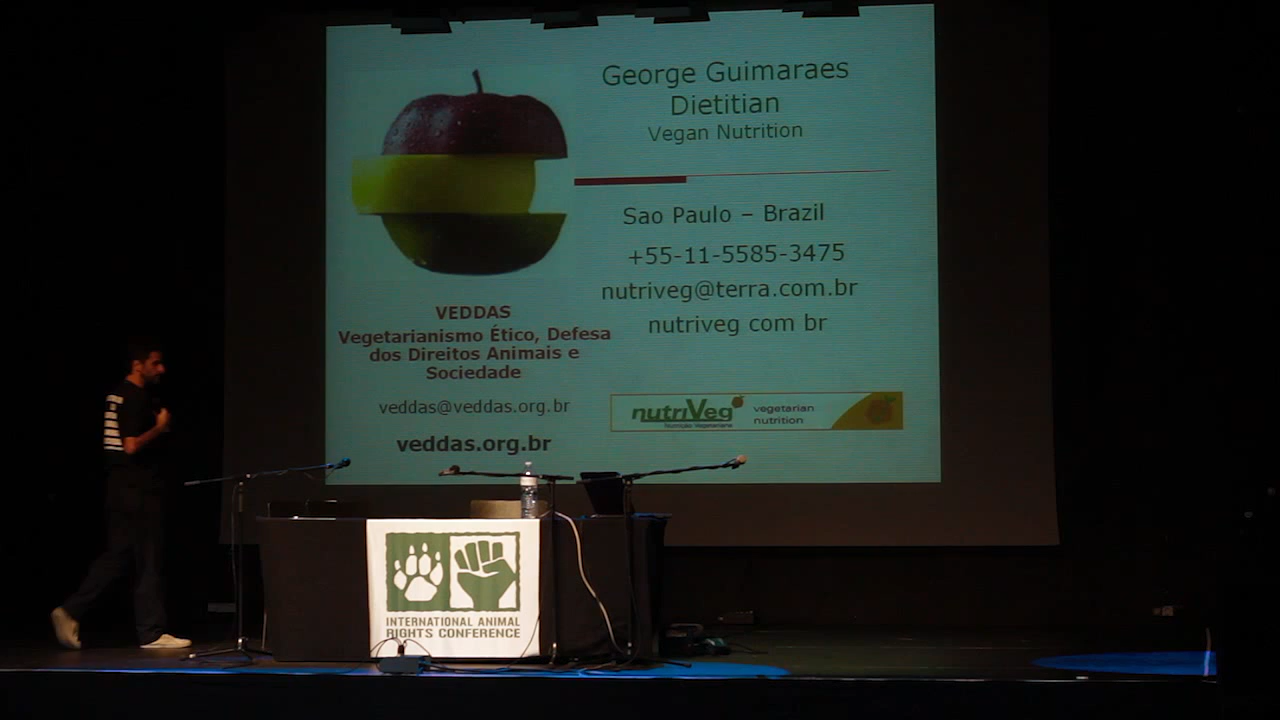 George Guimaraes
Dietitian
Vegan Nutrition
Sao Paulo – Brazil
+55-11-5585-3475
nutriveg@terra.com.br
nutriveg com br
VEDDAS
Vegetarianismo Ético, Defesa
dos Direitos Animais e
Sociedade
veddas@veddas.org.br
veddas.org.br
nutriVeg
Nutrição Vegetariana
vegetarian
nutrition
INTERNATIONAL ANIMAL
RIGHTS CONFERENCE